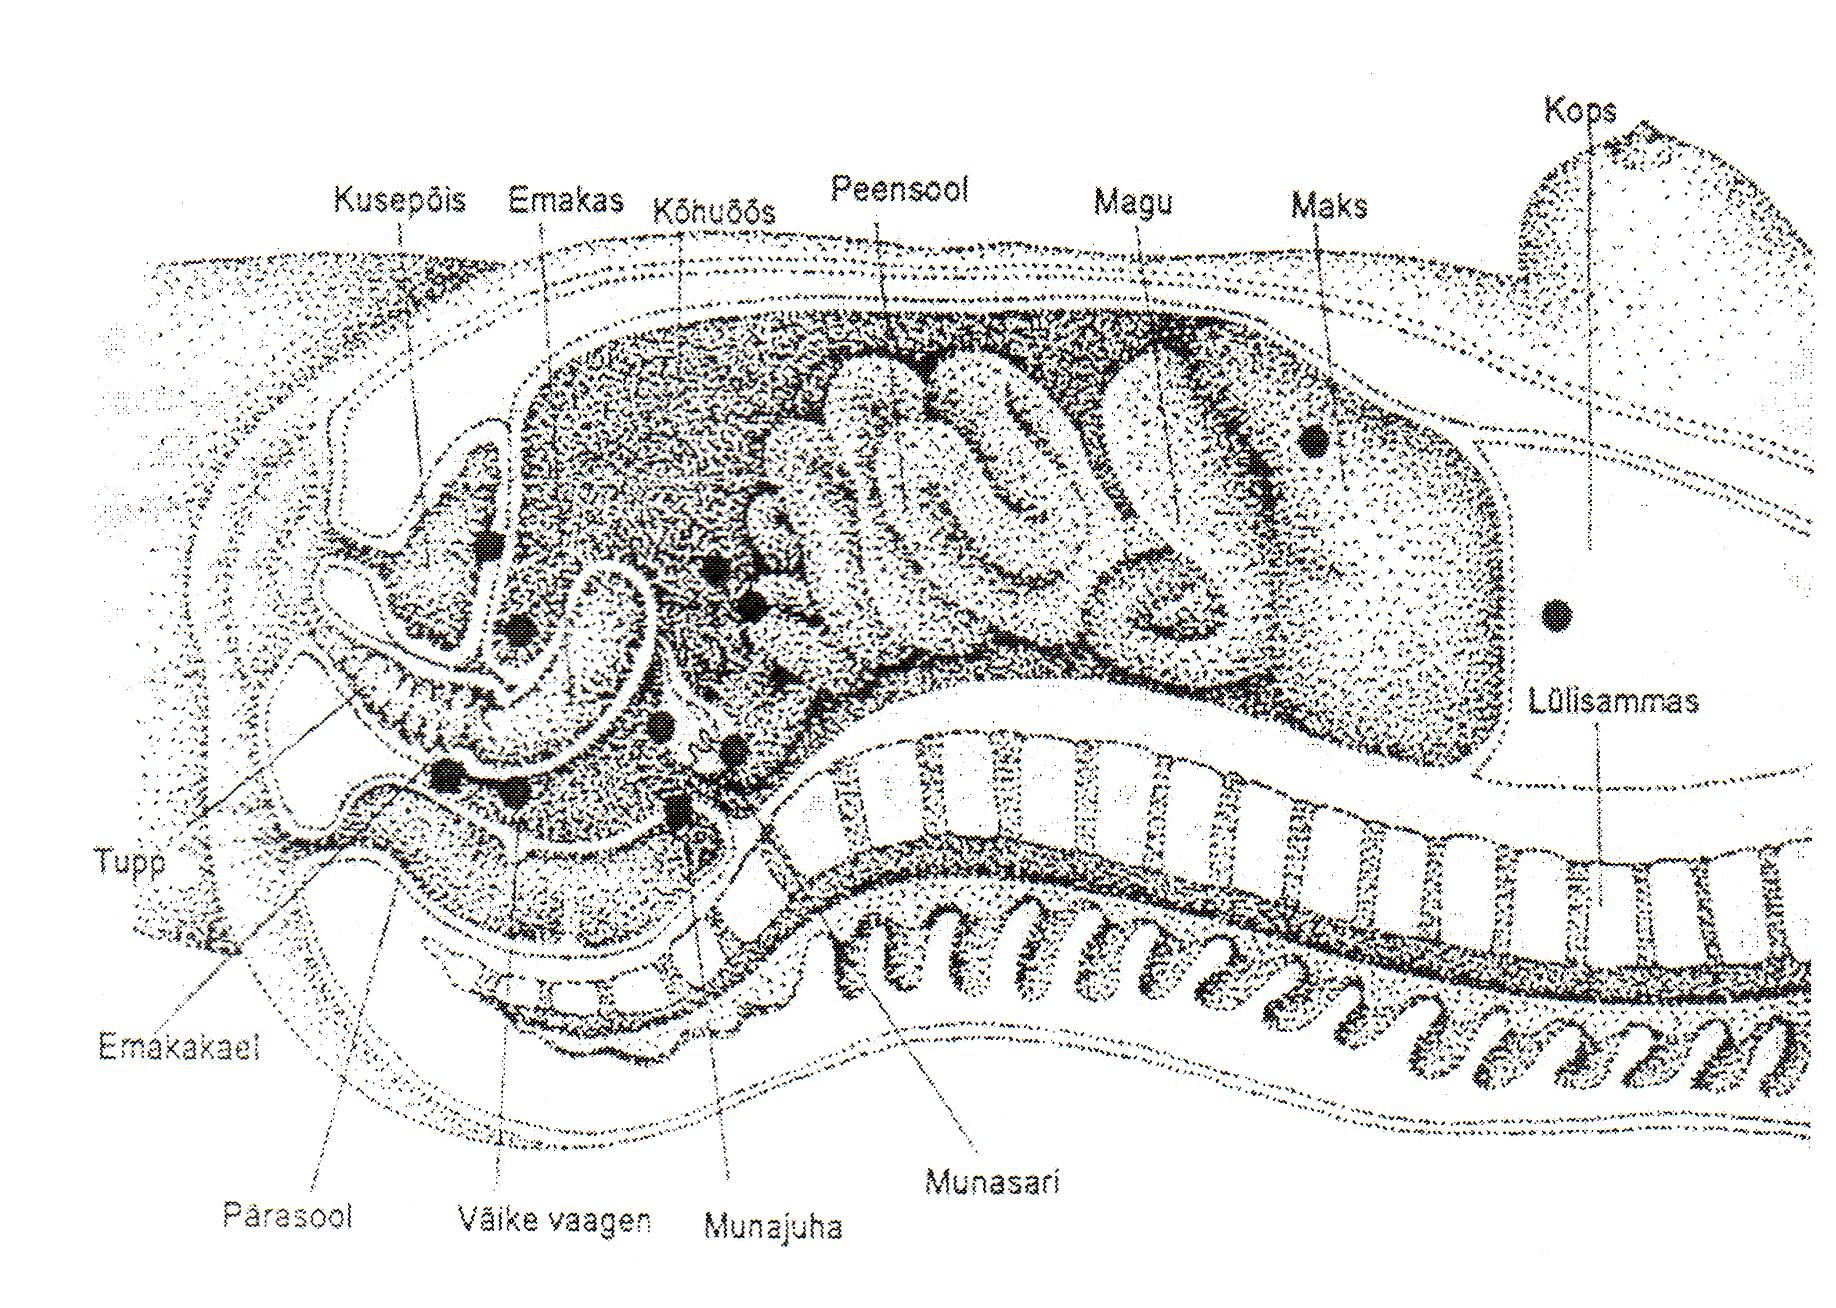 Kops
Kusepõis
Emakas
Kõhuõõs
Peensool
Magu
Maks
Lülisammas
Tupp
Emakakael
Pärasool
Väike vaagen
Munajuha
Munasari